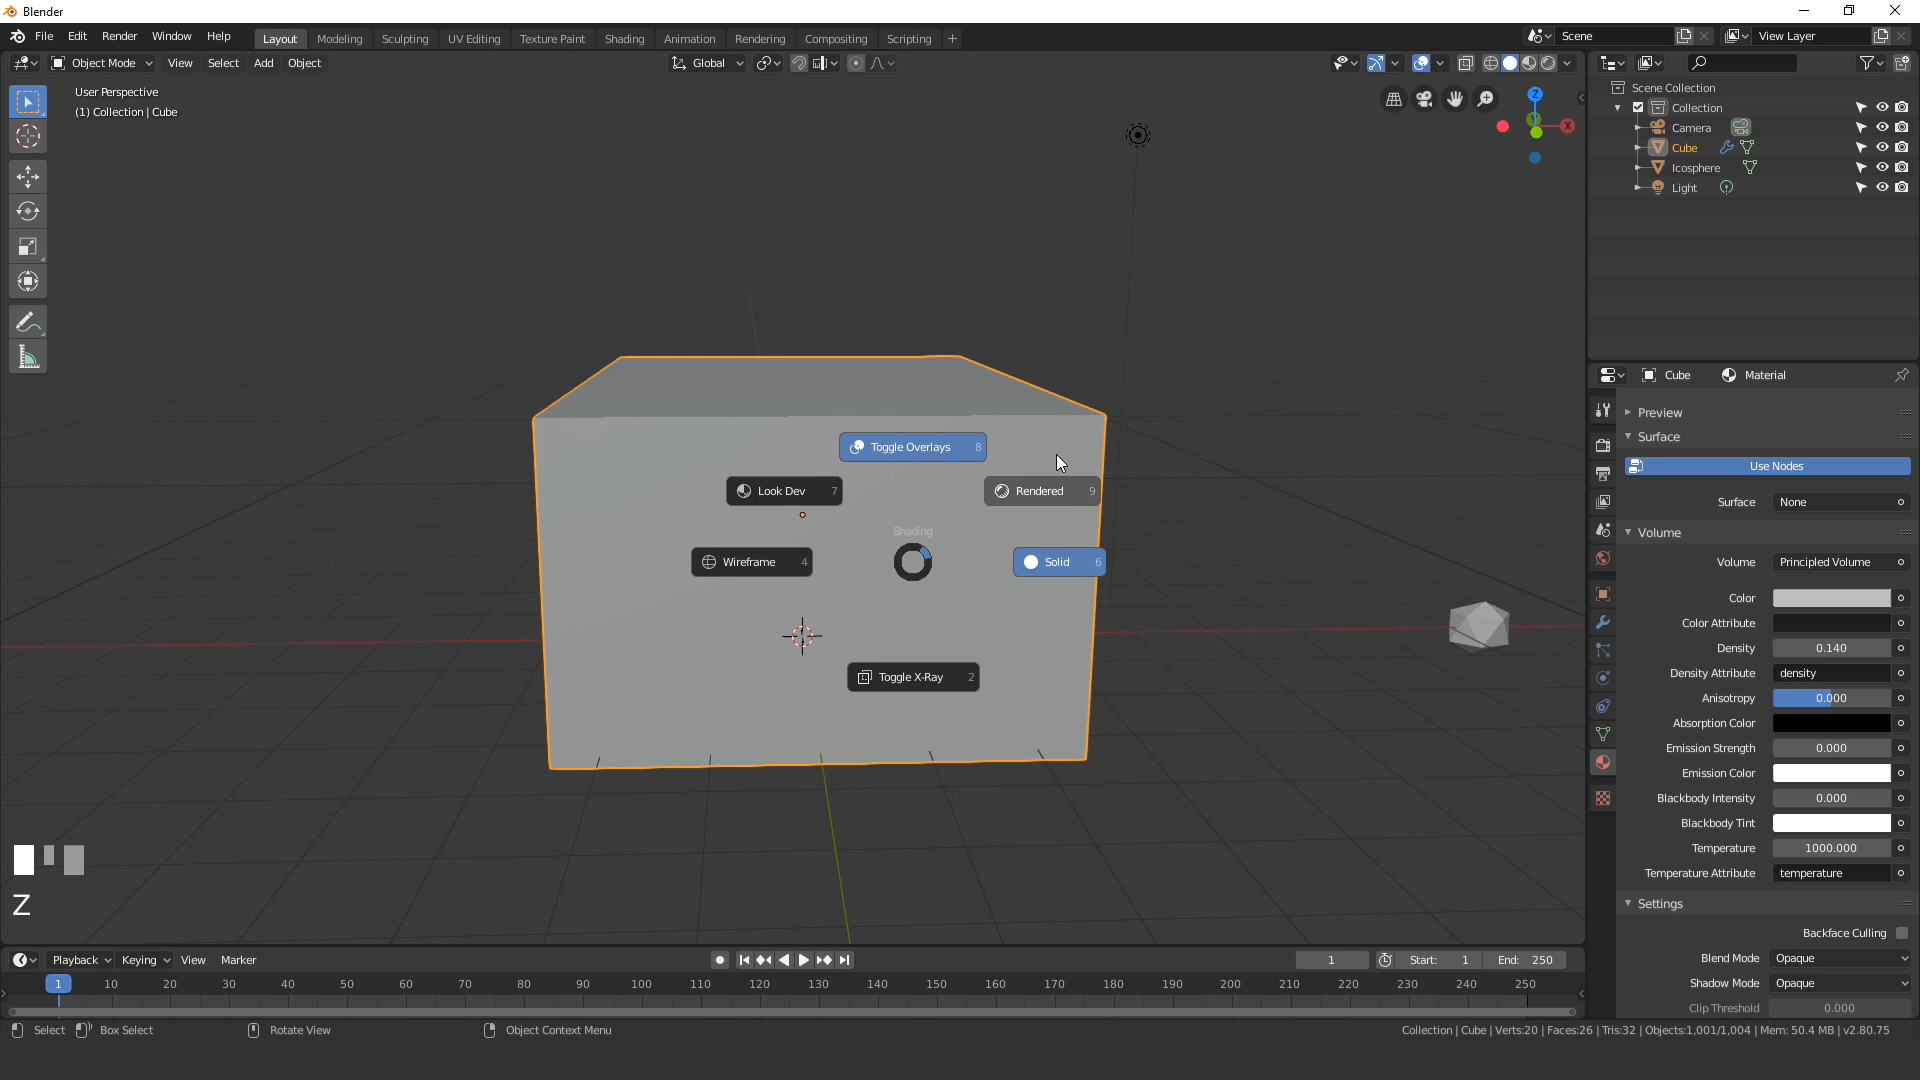 Blender
File Edit Render Window Help Layout Modeling Sculpting UV Editing Texture Paint Shading Animation Rendering Compositing Scripting + Scene View Layer
Object Mode View Select Add Object Global
User Perspective
(1) Collection | Cube
Z
X
Scene Collection
Collection
Camera
Cube
Icosphere
Light
Toggle Overlays 8
Look Dev 7
Rendered 9
Shading
Wireframe 4
Solid 6
Toggle X-Ray 2
Z
Cube Material
Preview
Surface
Use Nodes
Surface None
Volume
Volume Principled Volume
Color
Color Attribute
Density 0.140
Density Attribute density
Anisotropy 0.000
Absorption Color
Emission Strength 0.000
Emission Color
Blackbody Intensity 0.000
Blackbody Tint
Temperature 1000.000
Temperature Attribute temperature
Settings
Backface Culling
Blend Mode Opaque
Shadow Mode Opaque
Clip Threshold 0.000
Playback Keying View Marker 1 Start: 1 End: 250
1 10 20 30 40 50 60 70 80 90 100 110 120 130 140 150 160 170 180 190 200 210 220 230 240 250
Select Box Select Rotate View Object Context Menu Collection | Cube | Verts:20 | Faces:26 | Tris:32 | Objects:1,001/1,004 | Mem: 50.4 MB | v2.80.75